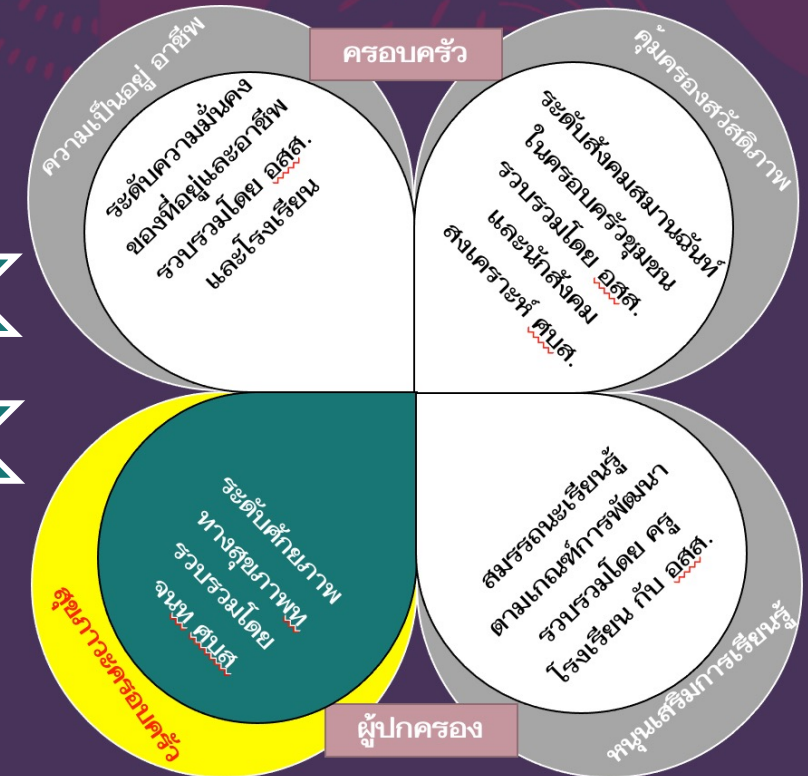 ครอบครัว
ความเป็นอยู่ อาชีพ
ระดับความมั่นคง
ของที่อยู่และอาชีพ
รวบรวมโดย อสส.
และโรงเรียน
คุ้มครองสวัสดิภาพ
ระดับสังคมสมานฉันท์
ในครอบครัวชุมชน
รวบรวมโดย อสส.
และนักสังคม
สงเคราะห์ ศบส.
สุขภาวะครอบครัว
ระดับศักยภาพ
ทางสุขภาพท
รวบรวมโดย
จนท ศบส
สมรรถนะเรียนรู้
ตามเกณฑ์การพัฒนา
รวบรวมโดย ครู
โรงเรียน กับ อสส.
หนุนเสริมการเรียนรู้
ผู้ปกครอง